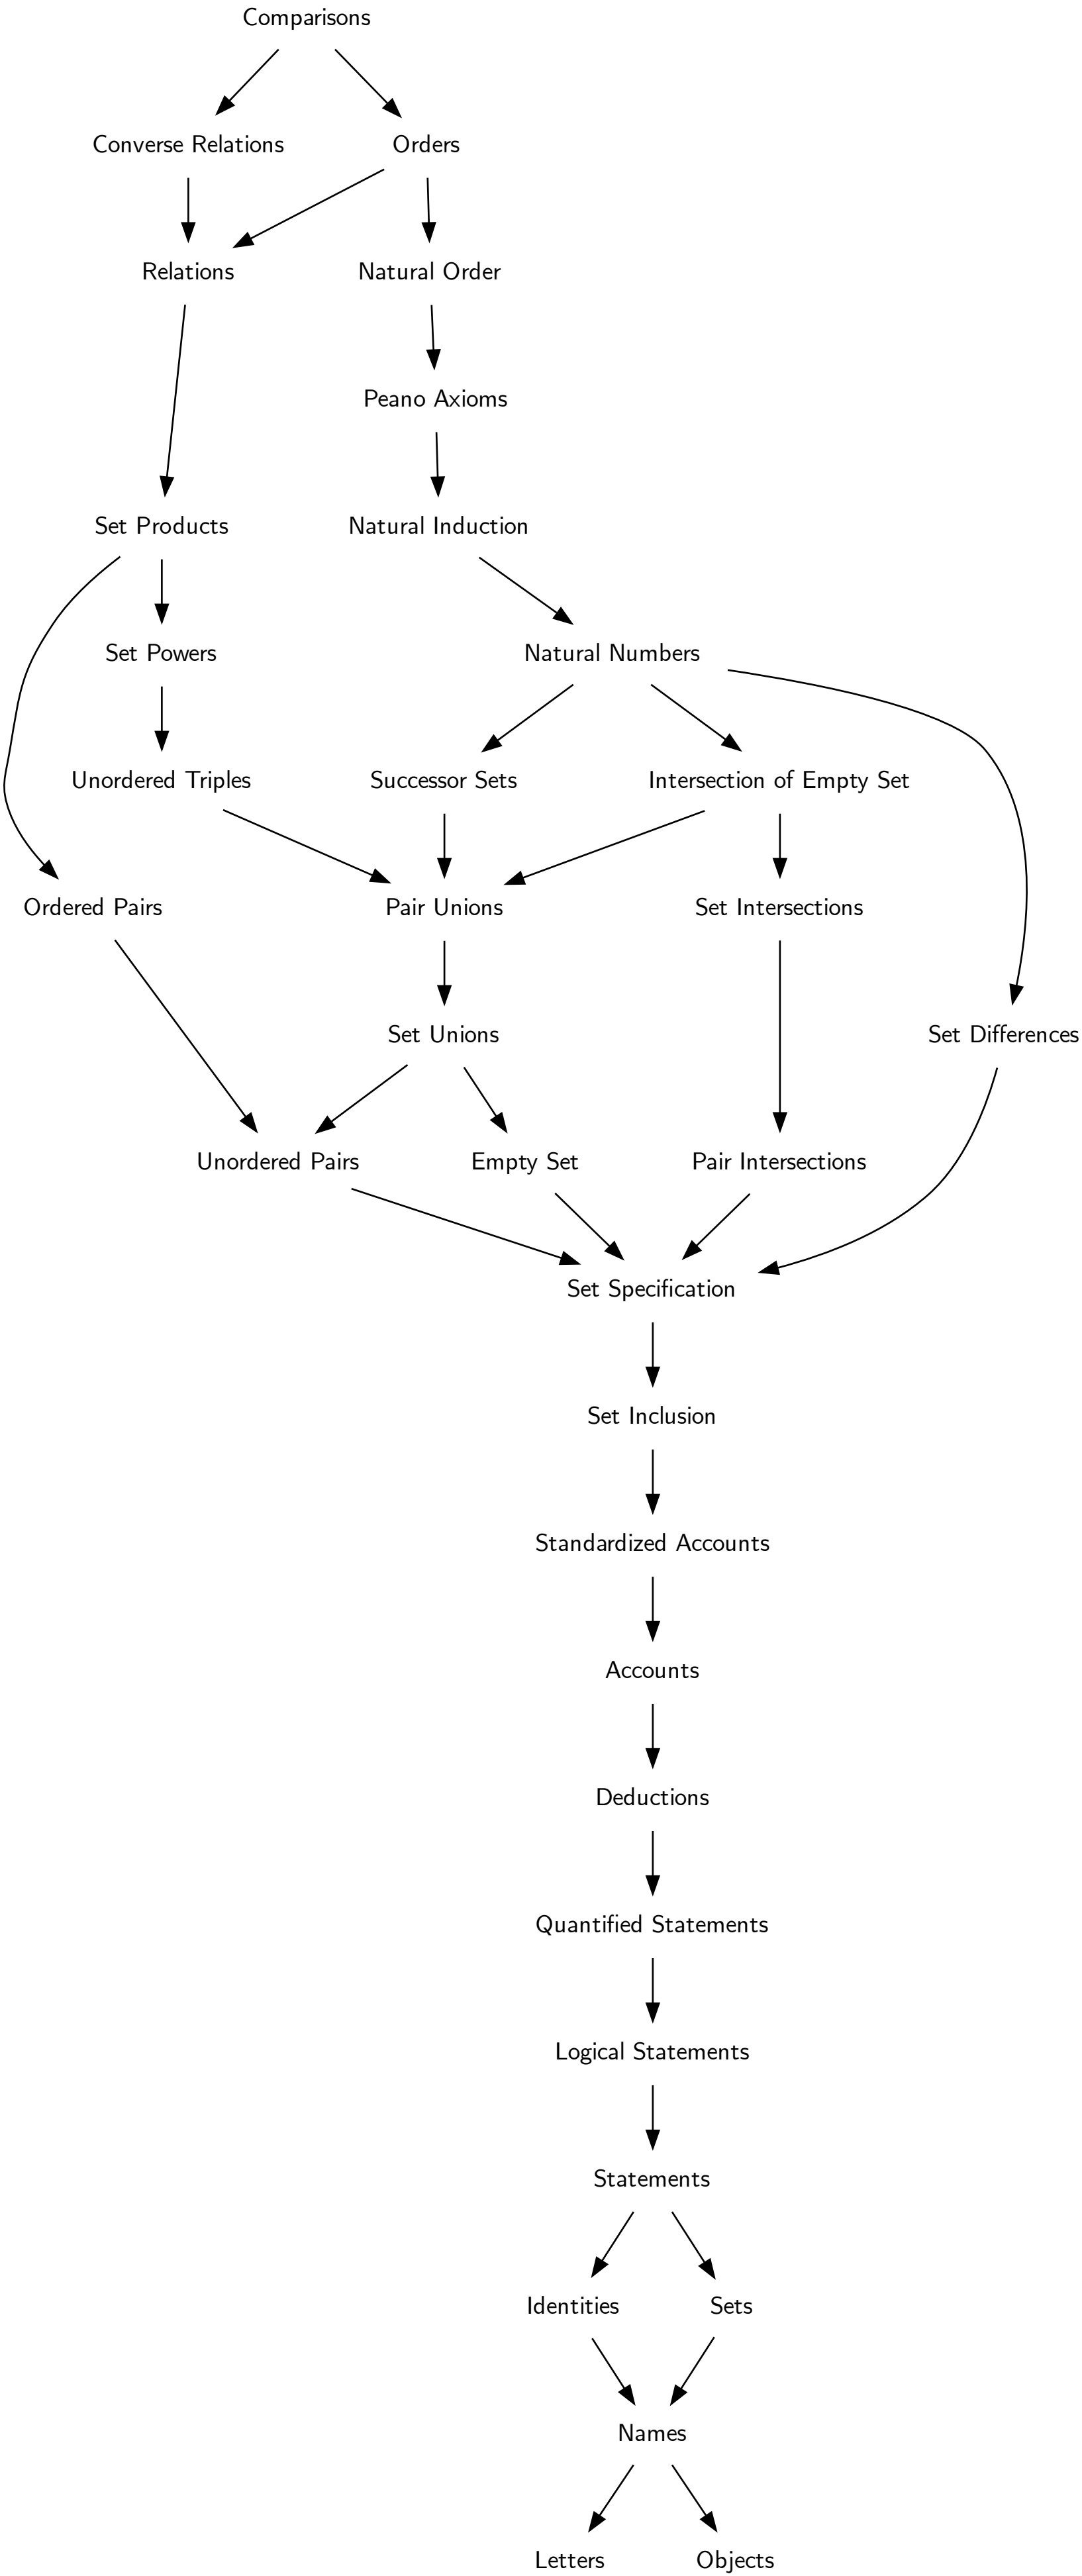 Comparisons
Converse Relations
Orders
Relations
Natural Order
Peano Axioms
Set Products
Natural Induction
Set Powers
Natural Numbers
Unordered Triples
Successor Sets
Intersection of Empty Set
Ordered Pairs
Pair Unions
Set Intersections
Set Unions
Set Differences
Unordered Pairs
Empty Set
Pair Intersections
Set Specification
Set Inclusion
Standardized Accounts
Accounts
Deductions
Quantified Statements
Logical Statements
Statements
Identities
Sets
Names
Letters
Objects